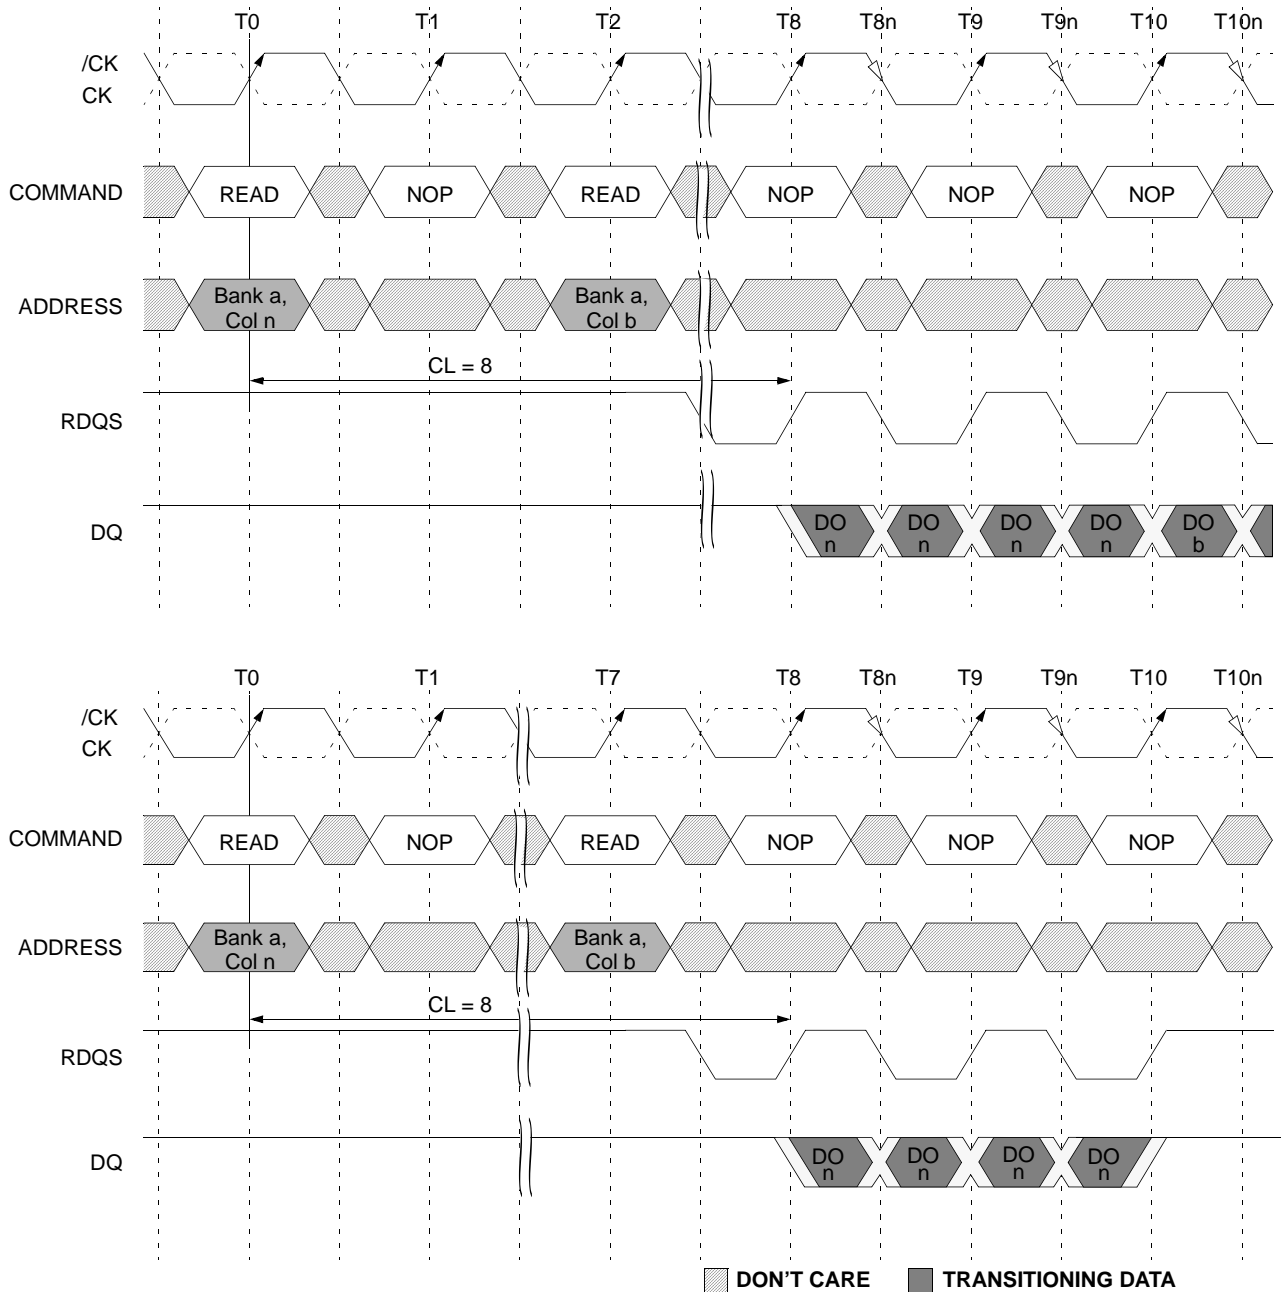 T0 T1 T2 T8 T8n T9 T9n T10 T10n
/CK
CK
COMMAND READ NOP READ NOP NOP NOP
ADDRESS Bank a, Col n Bank a, Col b
CL = 8
RDQS
DQ DO n DO n DO n DO n DO b
T0 T1 T7 T8 T8n T9 T9n T10 T10n
/CK
CK
COMMAND READ NOP READ NOP NOP NOP
ADDRESS Bank a, Col n Bank a, Col b
CL = 8
RDQS
DQ DO n DO n DO n DO n
DON'T CARE TRANSITIONING DATA